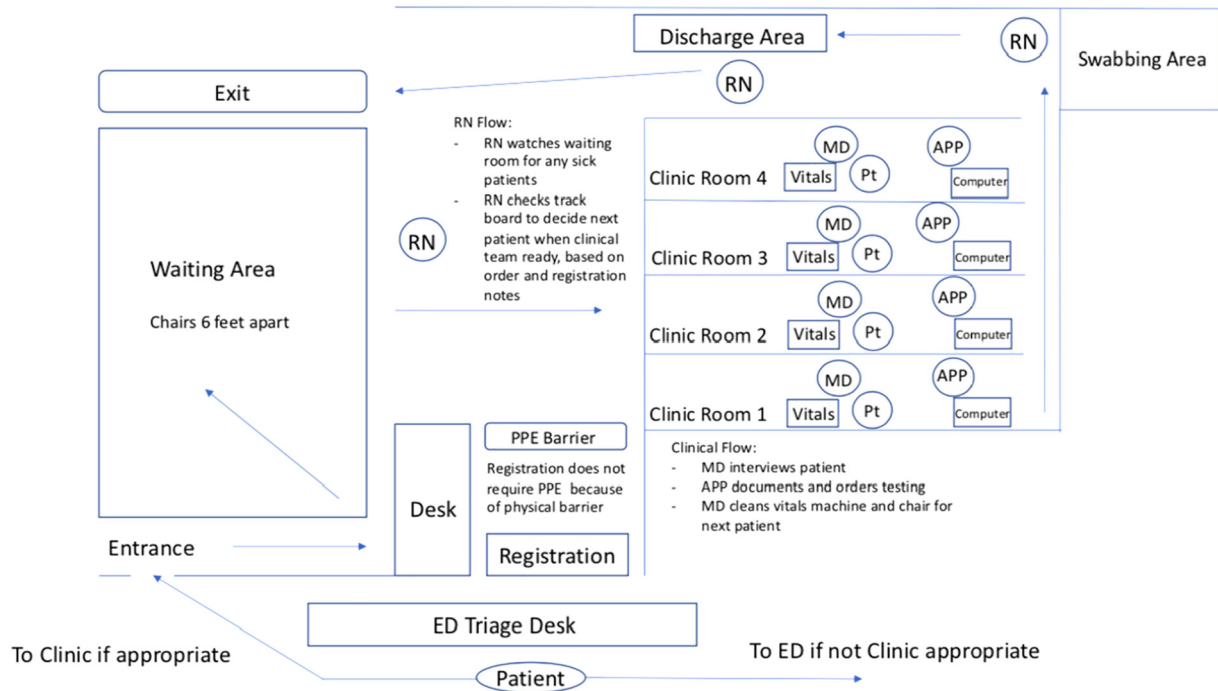 Discharge Area
RN
Swabbing Area
RN
Exit
RN Flow:
- RN watches waiting
room for any sick
patients
- RN checks track
board to decide next
patient when clinical
team ready, based on
order and registration
notes
RN
Waiting Area
Chairs 6 feet apart
Clinic Room 4
MD
Vitals
Pt
APP
Computer
Clinic Room 3
MD
Vitals
Pt
APP
Computer
Clinic Room 2
MD
Vitals
Pt
APP
Computer
Clinic Room 1
MD
Vitals
Pt
APP
Computer
Desk
PPE Barrier
Registration does not
require PPE because
of physical barrier
Registration
Clinical Flow:
- MD interviews patient
- APP documents and orders testing
- MD cleans vitals machine and chair for
next patient
Entrance
ED Triage Desk
To Clinic if appropriate
Patient
To ED if not Clinic appropriate